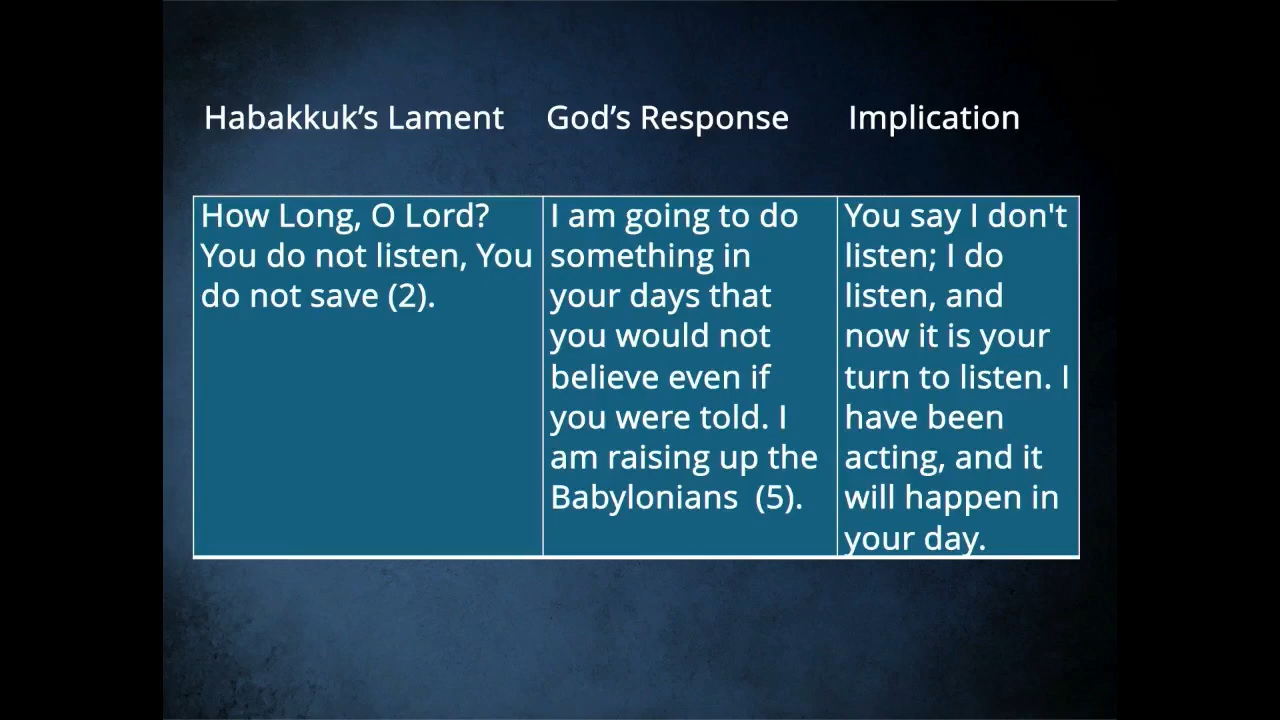 Habakkuk’s Lament
God’s Response
Implication
How Long, O Lord?
You do not listen, You
do not save (2).
I am going to do
something in
your days that
you would not
believe even if
you were told. I
am raising up the
Babylonians  (5).
You say I don't
listen; I do
listen, and
now it is your
turn to listen. I
have been
acting, and it
will happen in
your day.